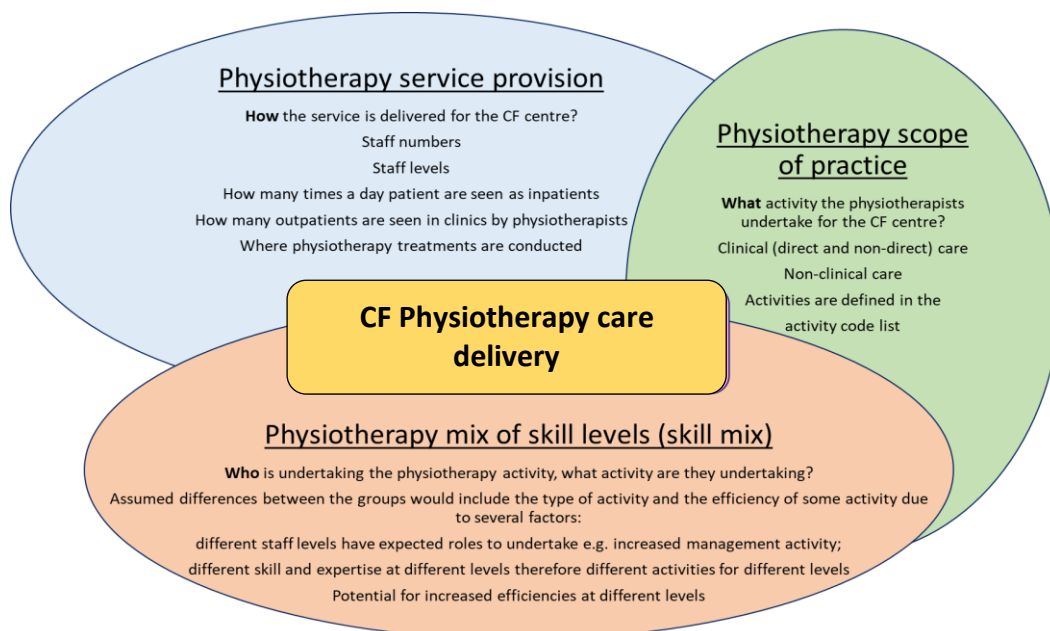 Physiotherapy service provision
How the service is delivered for the CF centre?
Staff numbers
Staff levels
How many times a day patient are seen as inpatients
How many outpatients are seen in clinics by physiotherapists
Where physiotherapy treatments are conducted
Physiotherapy scope
of practice
What activity the physiotherapists
undertake for the CF centre?
Clinical (direct and non-direct) care
Non-clinical care
Activities are defined in the
activity code list
CF Physiotherapy care
delivery
Physiotherapy mix of skill levels (skill mix)
Who is undertaking the physiotherapy activity, what activity are they undertaking?
Assumed differences between the groups would include the type of activity and the efficiency of some activity due
to several factors:
different staff levels have expected roles to undertake e.g. increased management activity;
different skill and expertise at different levels therefore different activities for different levels
Potential for increased efficiencies at different levels